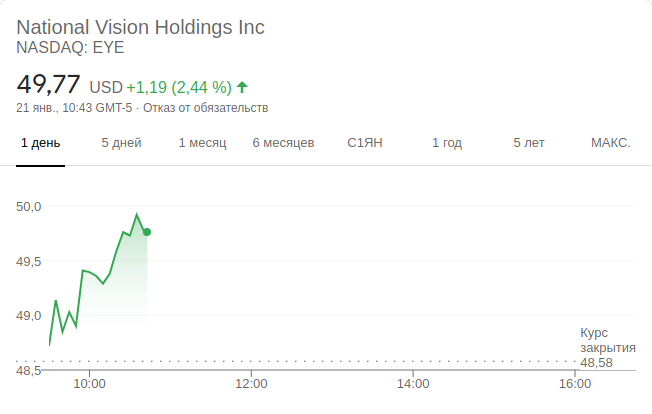 National Vision Holdings Inc
NASDAQ: EYE
49,77 USD +1,19 (2,44 %)
21 янв., 10:43 GMT-5 · Отказ от обязательств
1 день 5 дней 1 месяц 6 месяцев С1ЯН 1 год 5 лет МАКС.
50,0
49,5
49,0
Курс
закрытия
48,58
48,5
10:00 12:00 14:00 16:00